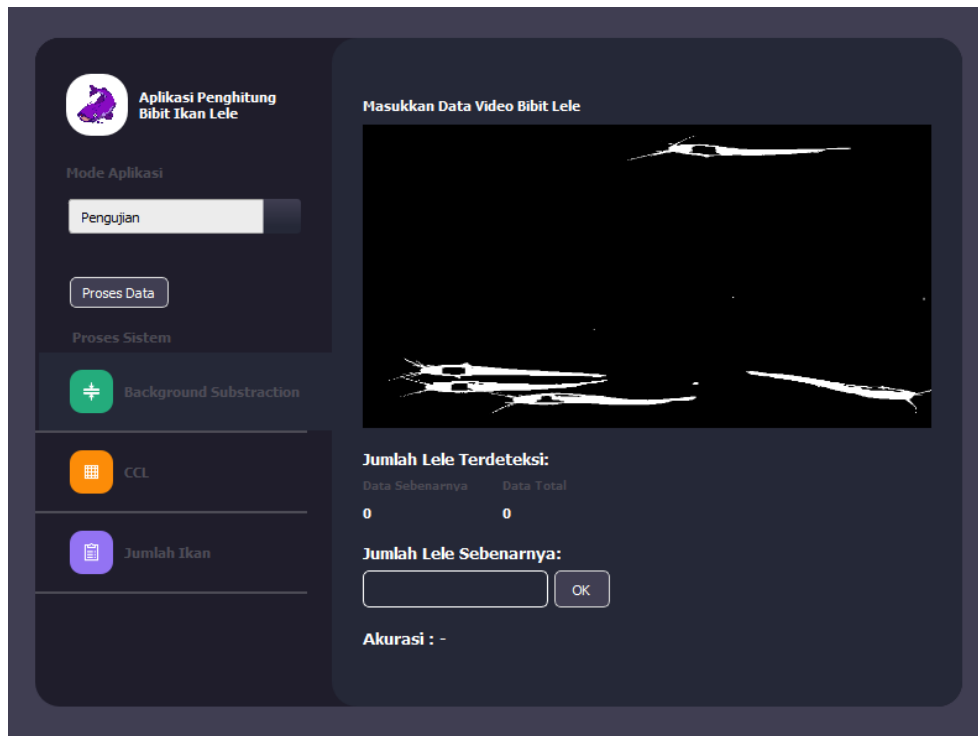 Aplikasi Penghitung
Bibit Ikan Lele
Mode Aplikasi
Pengujian
Proses Data
Proses Sistem
Background Substraction
CCL
Jumlah Ikan
Masukkan Data Video Bibit Lele
Jumlah Lele Terdeteksi:
Data Sebenarnya Data Total
0 0
Jumlah Lele Sebenarnya:
OK
Akurasi : -